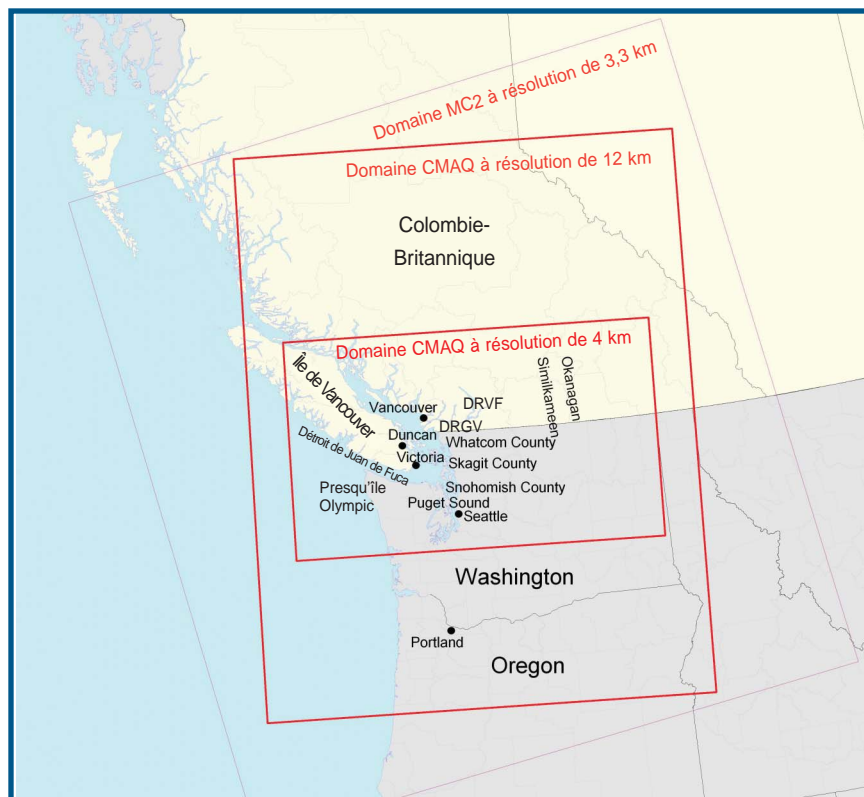 Domaine MC2 à résolution de 3,3 km
Domaine CMAQ à résolution de 12 km
Colombie-
Britannique
Domaine CMAQ à résolution de 4 km
Île de Vancouver
Okanagan
Similkameen
Vancouver
DRVF
DRGV
Duncan
Whatcom County
Victoria
Skagit County
Détroit de Juan de Fuca
Presqu'île
Olympic
Snohomish County
Puget Sound
Seattle
Washington
Portland
Oregon